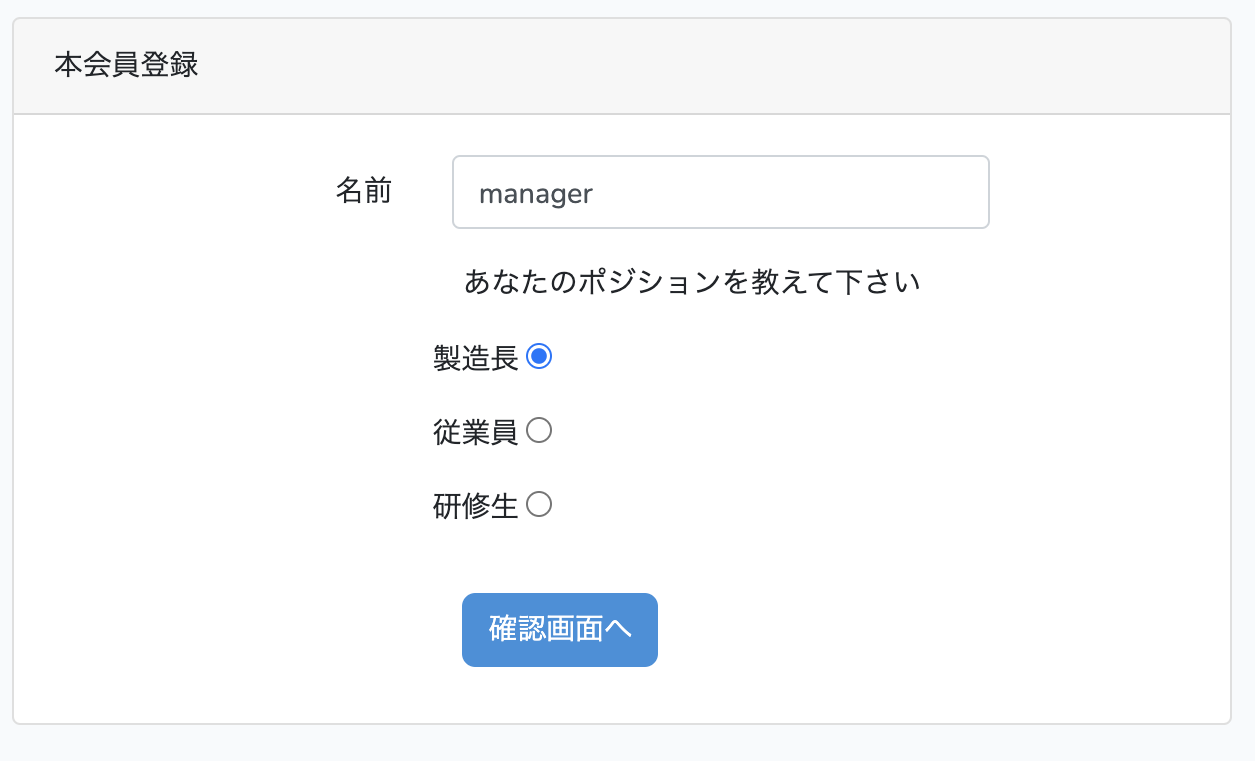 本会員登録
名前
manager
あなたのポジションを教えて下さい
製造長
従業員
研修生
確認画面へ